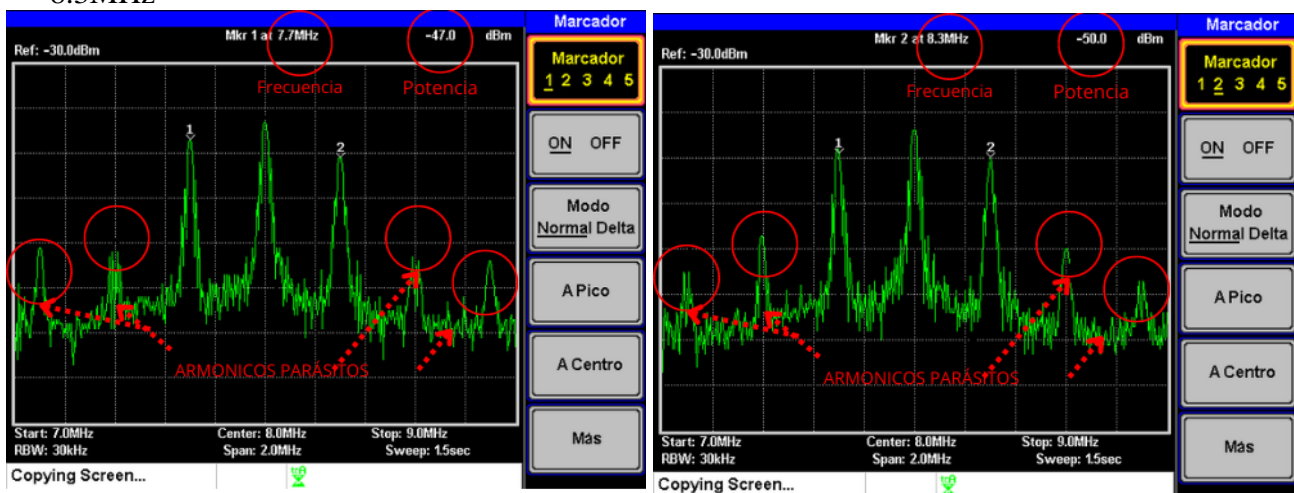 8.3MHz
Marcador
Mkr 1 at 7.7MHz -47.0 dBm
Ref: -30.0dBm
Marcador
1 2 3 4 5
Frecuencia
Potencia
1
2
ON OFF
Modo
Normal Delta
A Pico
ARMONICOS PARÁSITOS
A Centro
Más
Start: 7.0MHz Center: 8.0MHz Stop: 9.0MHz
RBW: 30kHz Span: 2.0MHz Sweep: 1.5sec
Copying Screen...
Marcador
Mkr 2 at 8.3MHz -50.0 dBm
Ref: -30.0dBm
Marcador
1 2 3 4 5
Frecuencia
Potencia
1
2
ON OFF
Modo
Normal Delta
A Pico
ARMONICOS PARÁSITOS
A Centro
Más
Start: 7.0MHz Center: 8.0MHz Stop: 9.0MHz
RBW: 30kHz Span: 2.0MHz Sweep: 1.5sec
Copying Screen...